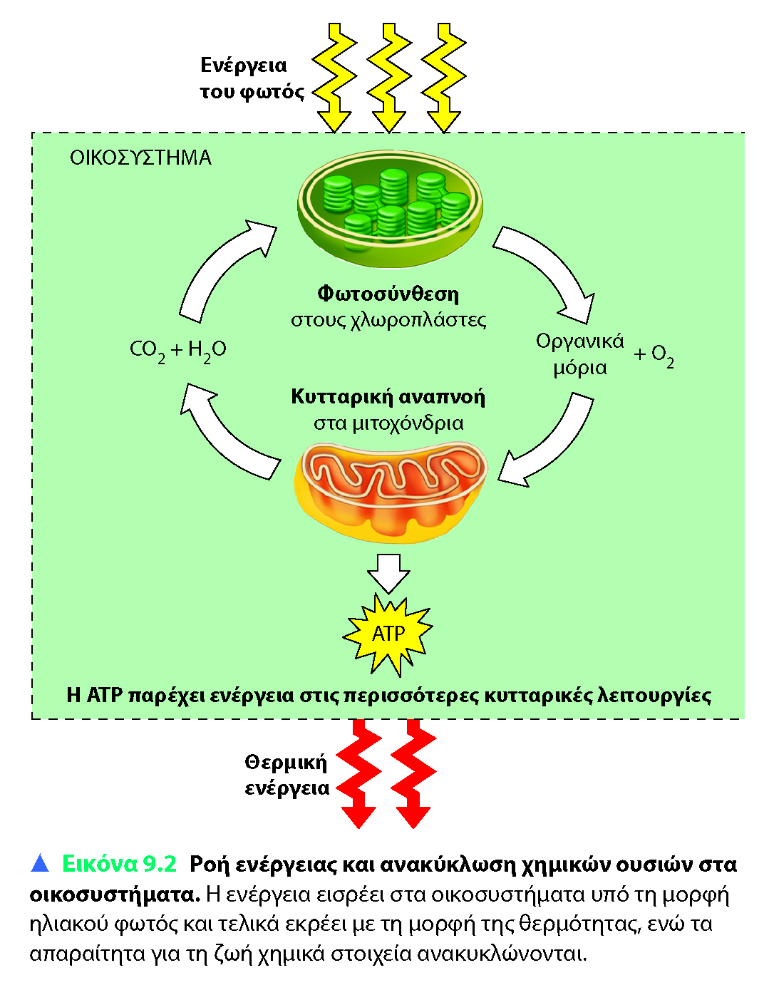 Ενέργεια
του φωτός
ΟΙΚΟΣΥΣΤΗΜΑ
Φωτοσύνθεση
στους χλωροπλάστες
CO2 + H2O
Οργανικά
μόρια
+ O2
Κυτταρική αναπνοή
στα μιτοχόνδρια
ATP
Η ATP παρέχει ενέργεια στις περισσότερες κυτταρικές λειτουργίες
Θερμική
ενέργεια
▲ Εικόνα 9.2 Ροή ενέργειας και ανακύκλωση χημικών ουσιών στα
οικοσυστήματα. Η ενέργεια εισρέει στα οικοσυστήματα υπό τη μορφή
ηλιακού φωτός και τελικά εκρέει με τη μορφή της θερμότητας, ενώ τα
απαραίτητα για τη ζωή χημικά στοιχεία ανακυκλώνονται.